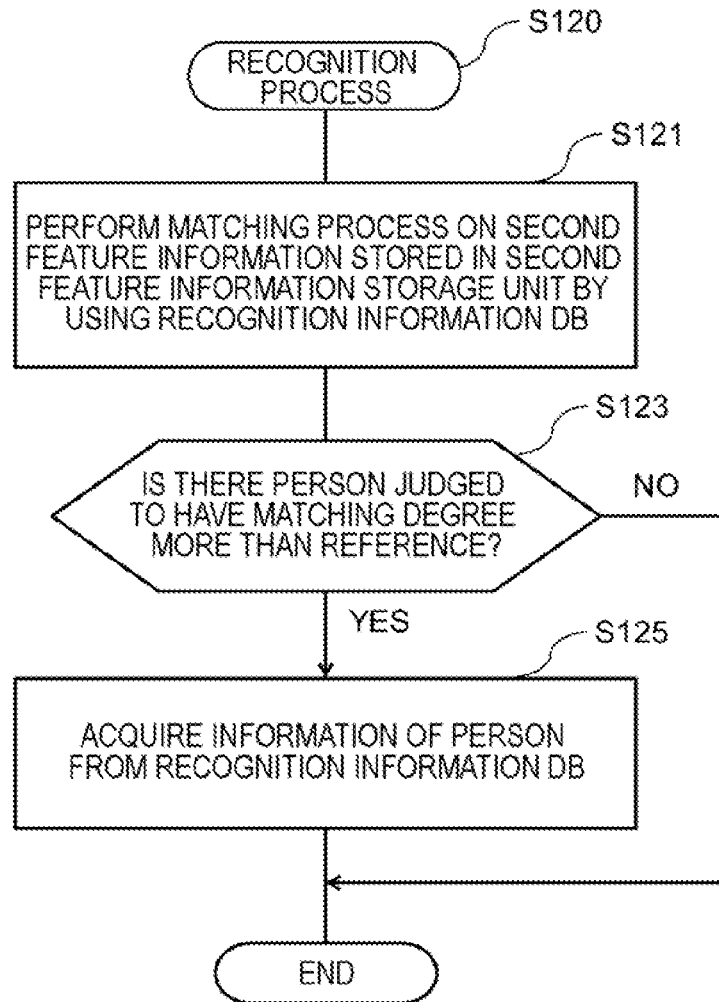 S120
RECOGNITION
PROCESS
S121
PERFORM MATCHING PROCESS ON SECOND
FEATURE INFORMATION STORED IN SECOND
FEATURE INFORMATION STORAGE UNIT BY
USING RECOGNITION INFORMATION DB
S123
IS THERE PERSON JUDGED
TO HAVE MATCHING DEGREE
MORE THAN REFERENCE?
NO
YES
S125
ACQUIRE INFORMATION OF PERSON
FROM RECOGNITION INFORMATION DB
END